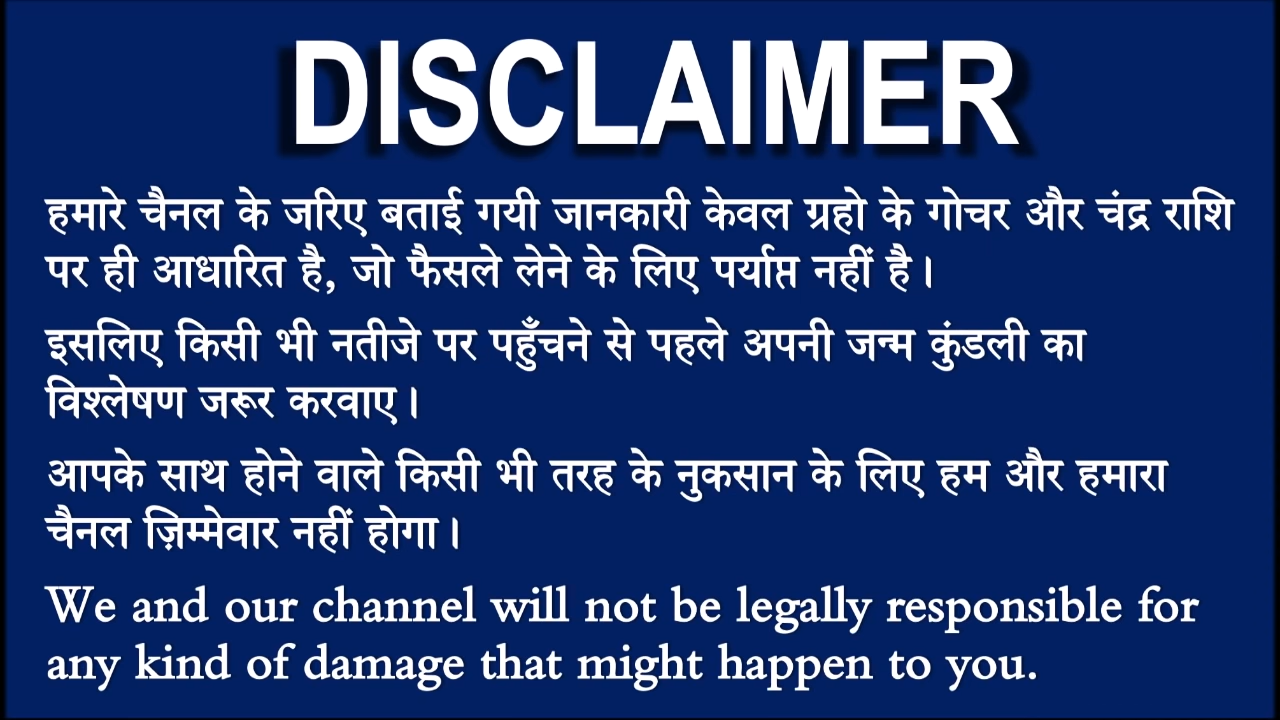 DISCLAIMER
हमारे चैनल के जरिए बताई गयी जानकारी केवल ग्रहो के गोचर और चंद्र राशि
पर ही आधारित है, जो फैसले लेने के लिए पर्याप्त नहीं है।
इसलिए किसी भी नतीजे पर पहुँचने से पहले अपनी जन्म कुंडली का
विश्लेषण जरूर करवाए।
आपके साथ होने वाले किसी भी तरह के नुकसान के लिए हम और हमारा
चैनल ज़िम्मेवार नहीं होगा।
We and our channel will not be legally responsible for
any kind of damage that might happen to you.